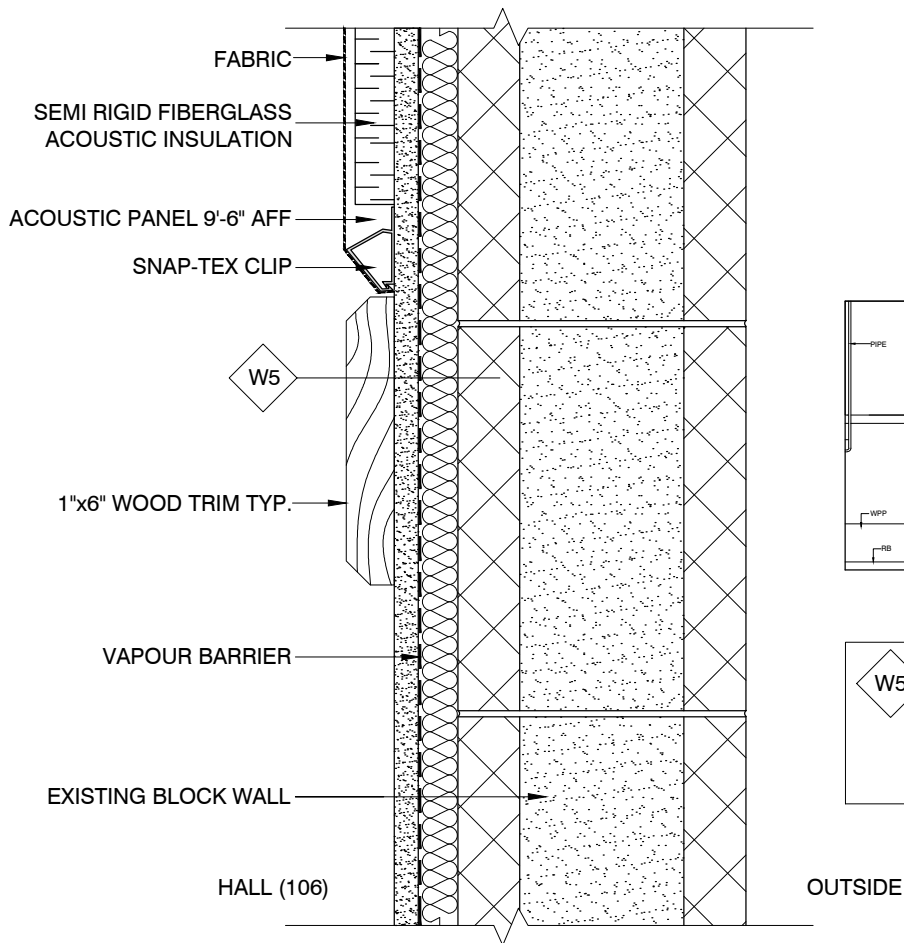 FABRIC
SEMI RIGID FIBERGLASS
ACOUSTIC INSULATION
ACOUSTIC PANEL 9'-6" AFF
SNAP-TEX CLIP
W5
1"x6" WOOD TRIM TYP.
VAPOUR BARRIER
EXISTING BLOCK WALL
HALL (106)
OUTSIDE
PIPE
WPP
RB
W5